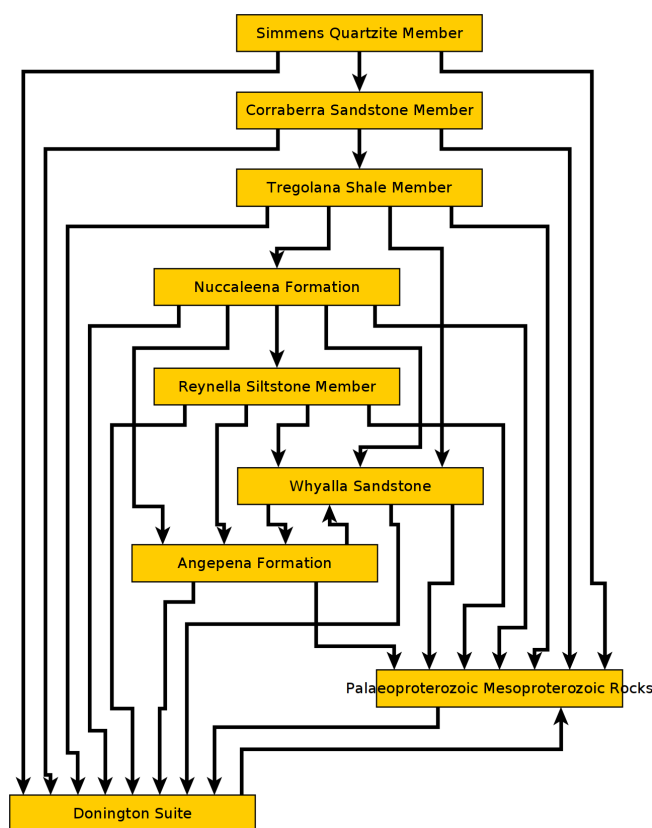 Simmens Quartzite Member
Corraberra Sandstone Member
Tregolana Shale Member
Nuccaleena Formation
Reynella Siltstone Member
Whyalla Sandstone
Angepena Formation
Palaeoproterozoic Mesoproterozoic Rocks
Donington Suite